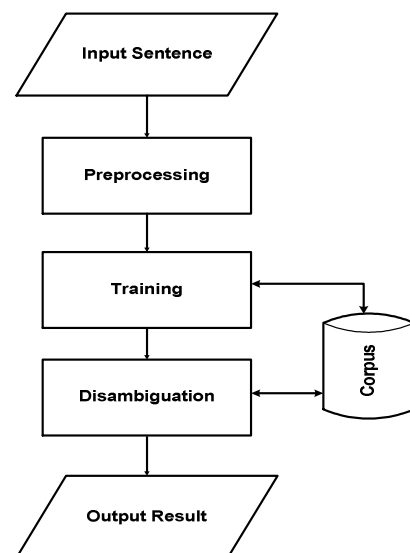 Input Sentence
Preprocessing
Training
Corpus
Disambiguation
Output Result